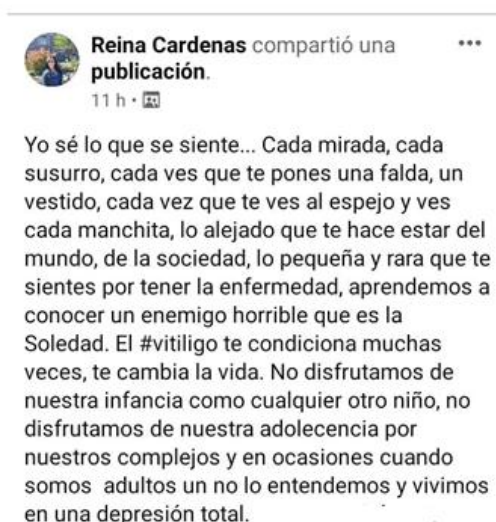 Reina Cardenas compartió una
publicación.
11 h •
Yo sé lo que se siente... Cada mirada, cada
susurro, cada ves que te pones una falda, un
vestido, cada vez que te ves al espejo y ves
cada manchita, lo alejado que te hace estar del
mundo, de la sociedad, lo pequeña y rara que te
sientes por tener la enfermedad, aprendemos a
conocer un enemigo horrible que es la
Soledad. El #vitiligo te condiciona muchas
veces, te cambia la vida. No disfrutamos de
nuestra infancia como cualquier otro niño, no
disfrutamos de nuestra adolecencia por
nuestros complejos y en ocasiones cuando
somos adultos un no lo entendemos y vivimos
en una depresión total.